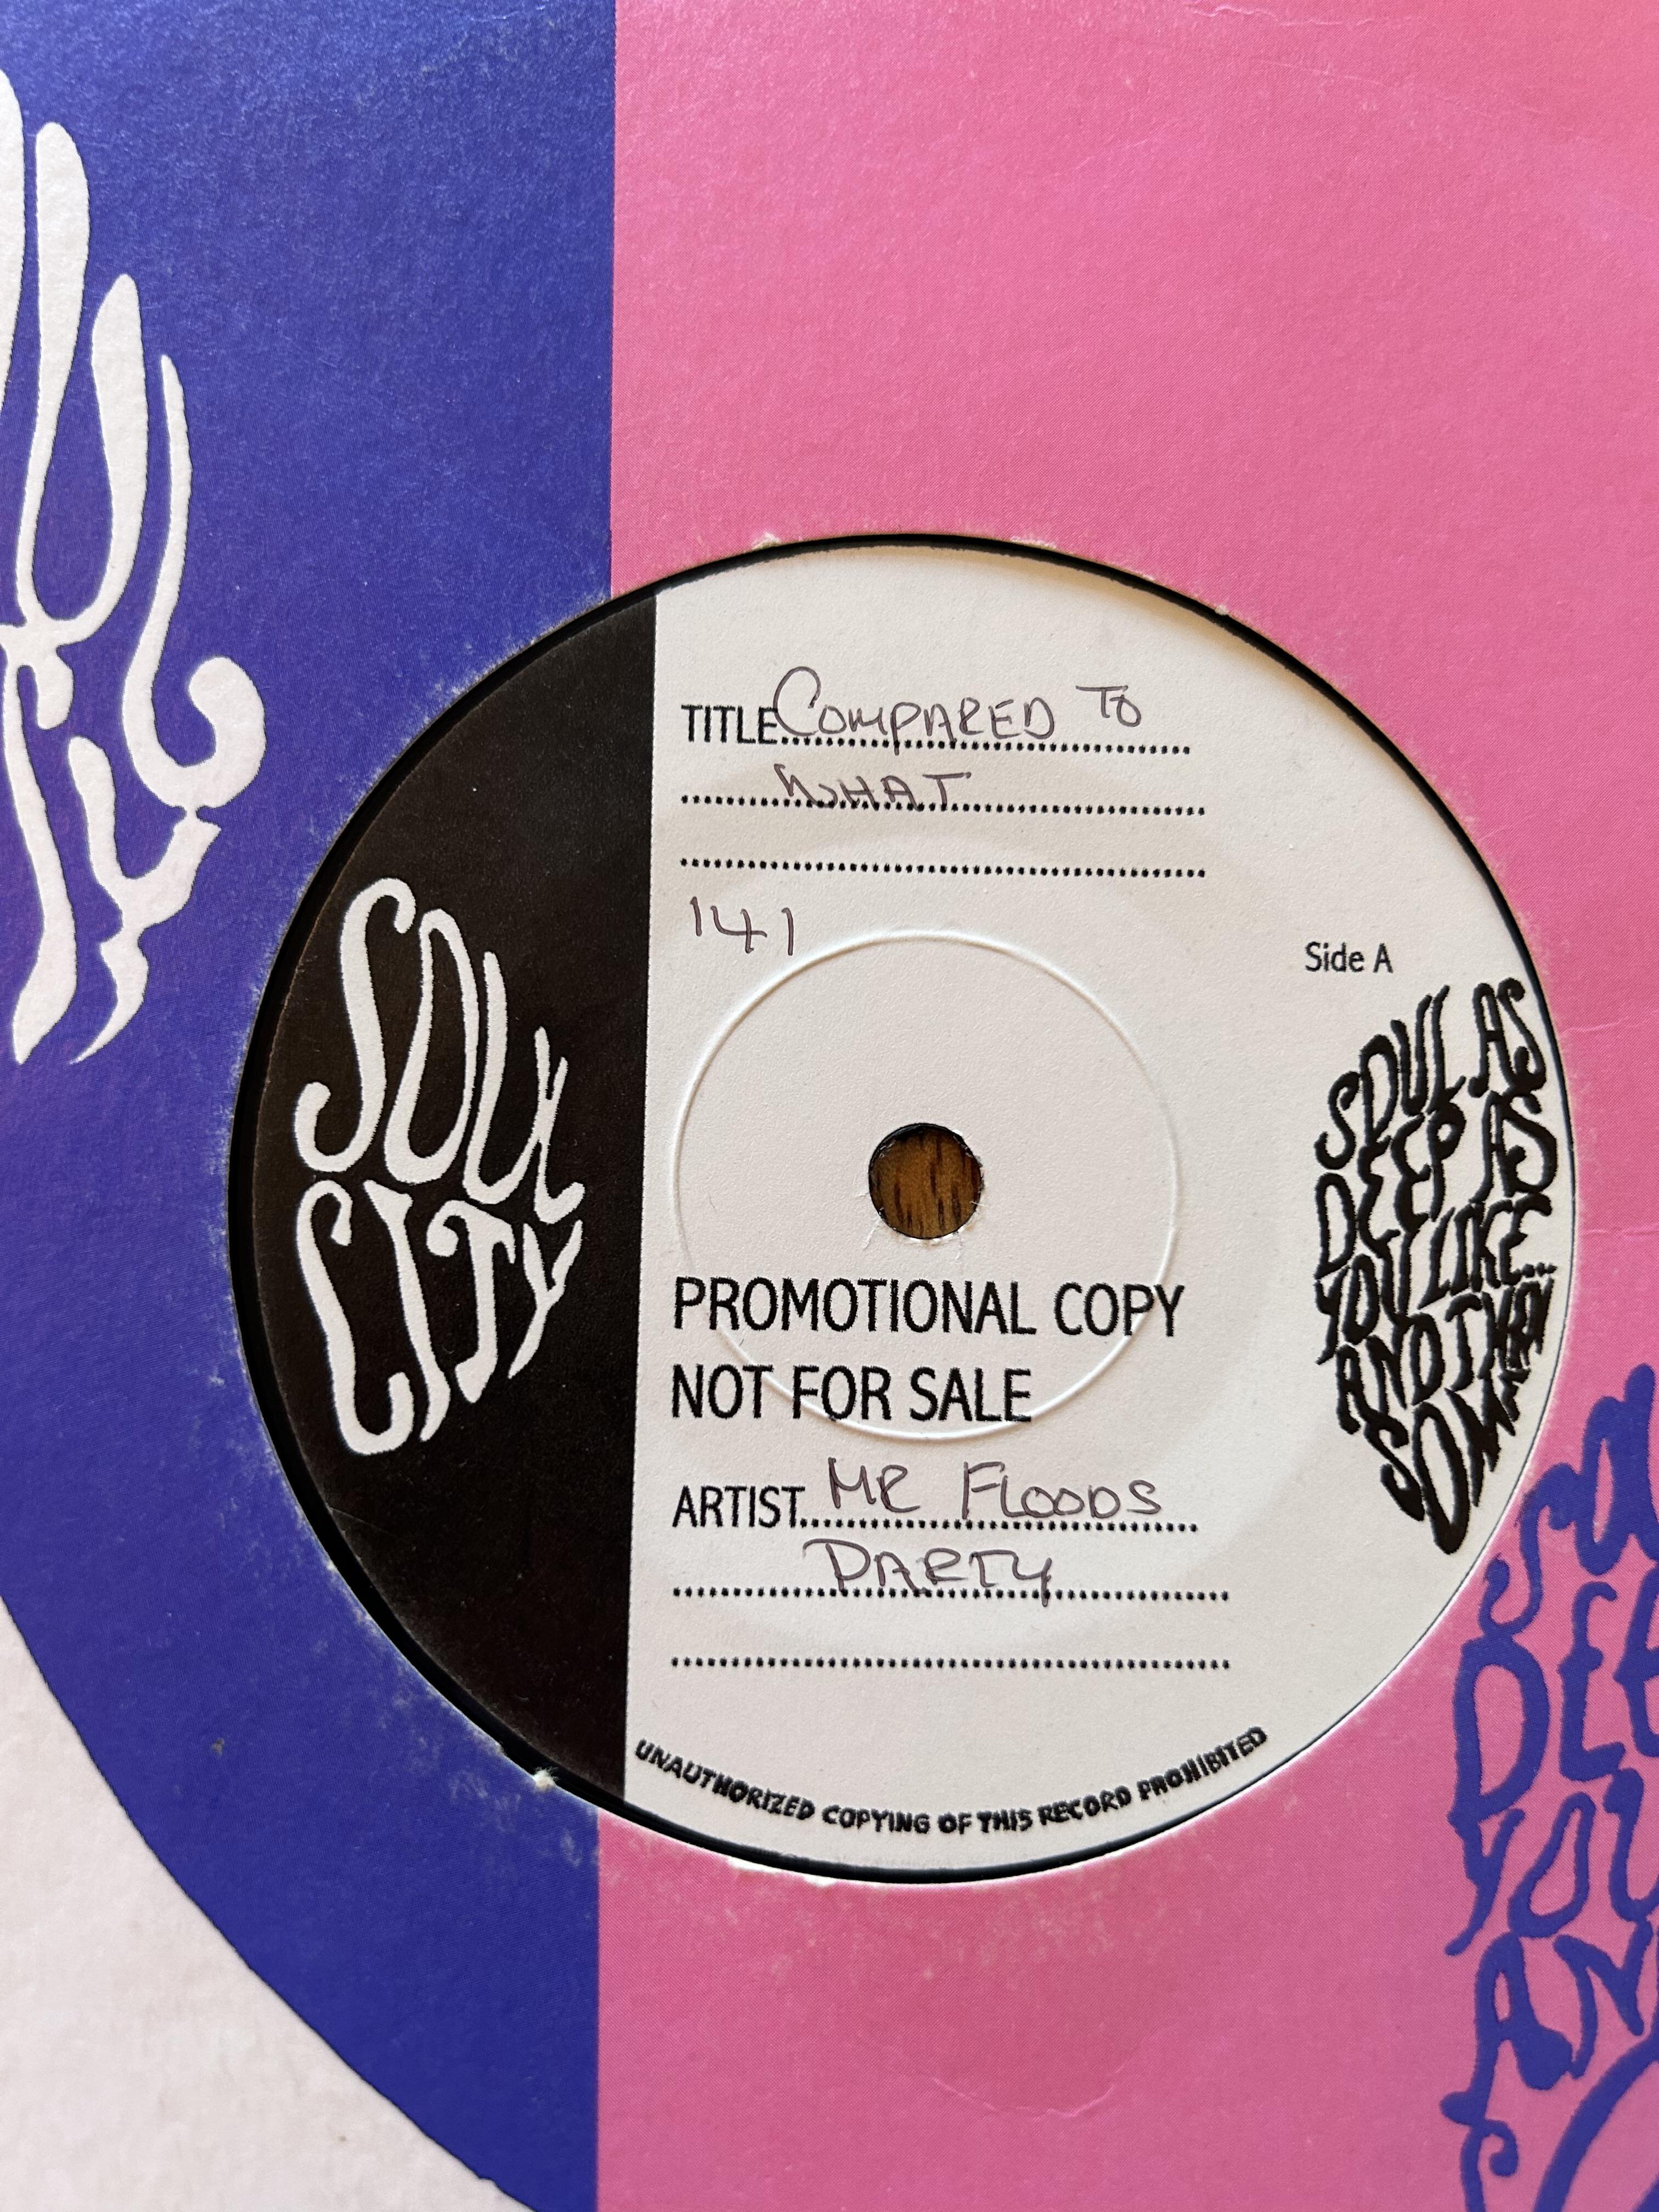 TITLE COMPARED TO
WHAT
141
Side A
SOUL
CITY
SOUL AS
DEEP AS
YOU LIKE...
AND THEN
SOME
PROMOTIONAL COPY
NOT FOR SALE
ARTIST MR FLOODS
PARTY
UNAUTHORIZED COPYING OF THIS RECORD PROHIBITED